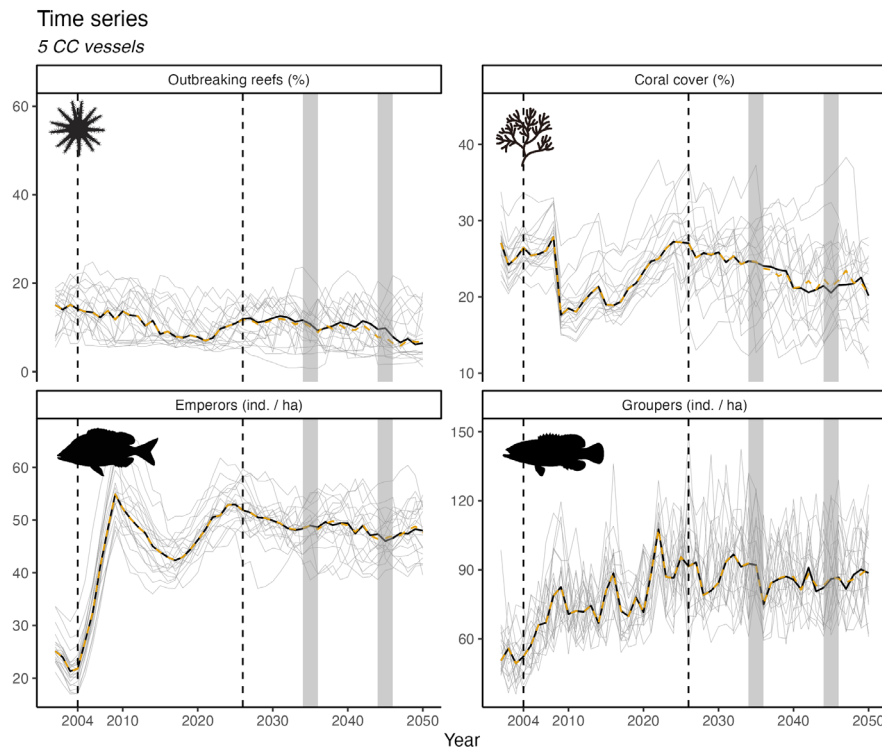 Time series
5 CC vessels
Outbreaking reefs (%)
Coral cover (%)
60
40
20
0
40
30
20
10
Emperors (ind. / ha)
Groupers (ind. / ha)
60
50
40
30
20
150
120
90
60
2004 2010 2020 2030 2040 2050
2004 2010 2020 2030 2040 2050
Year